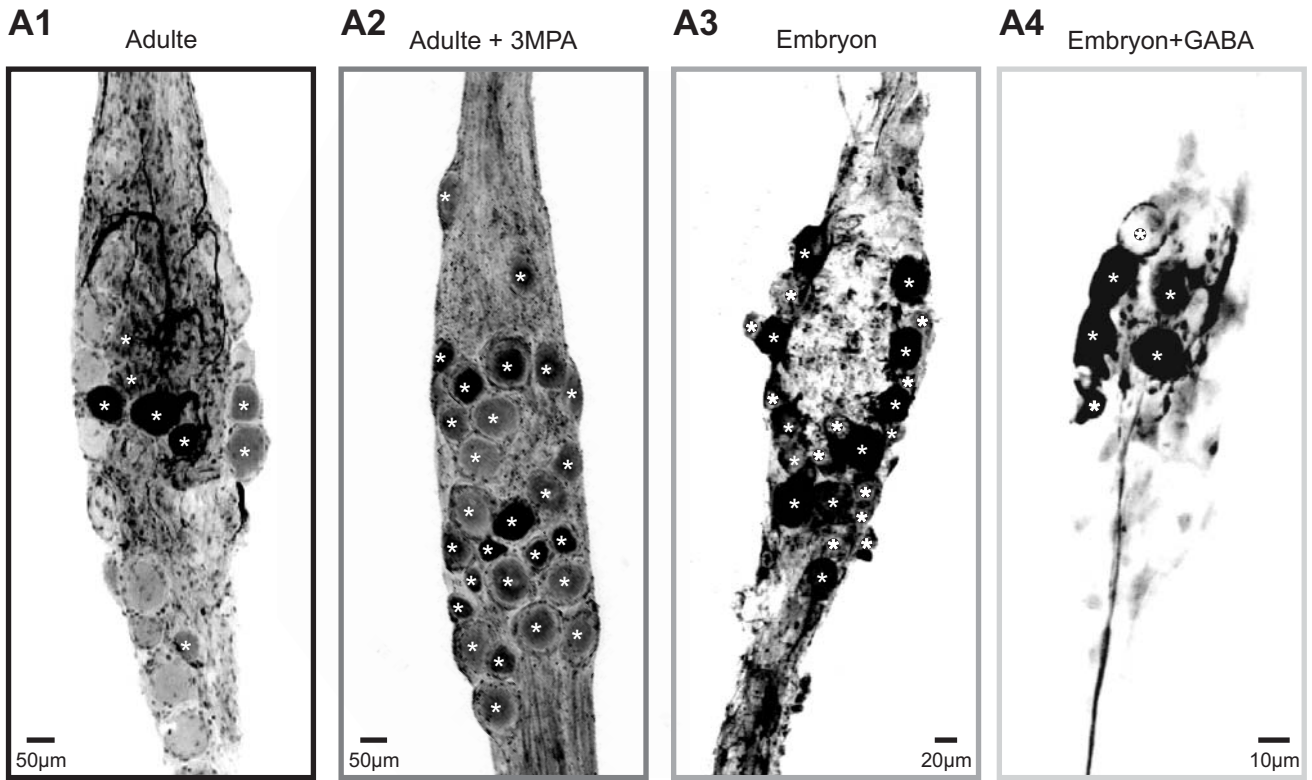 A1 Adulte
A2 Adulte + 3MPA
A3 Embryon
A4 Embryon+GABA
50µm
50µm
20µm
10µm